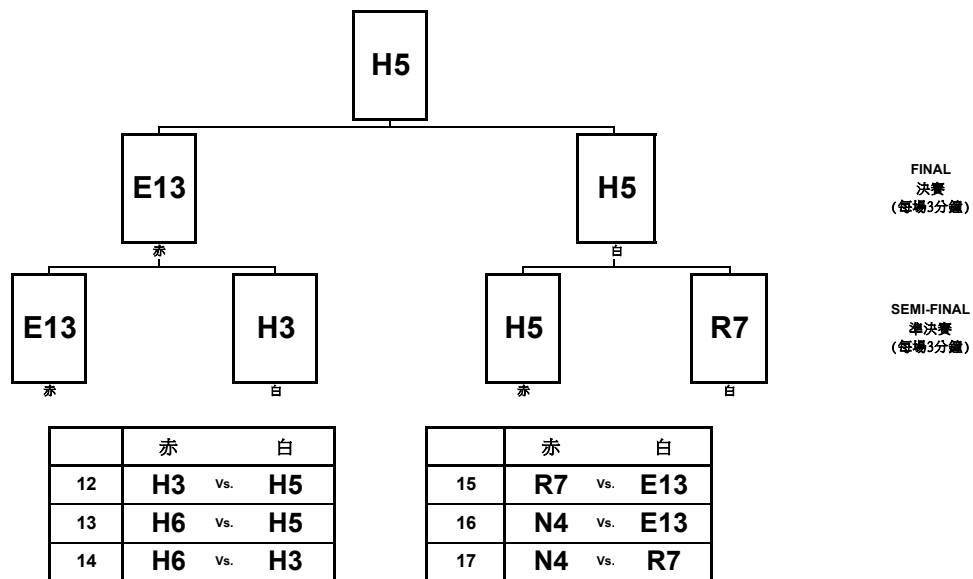 H5
E13
H5
FINAL
決賽
(每場3分鐘)
赤
白
E13
H3
H5
R7
SEMI-FINAL
準決賽
(每場3分鐘)
赤
白
赤
白
赤 白
12 H3 Vs. H5
13 H6 Vs. H5
14 H6 Vs. H3
赤 白
15 R7 Vs. E13
16 N4 Vs. E13
17 N4 Vs. R7